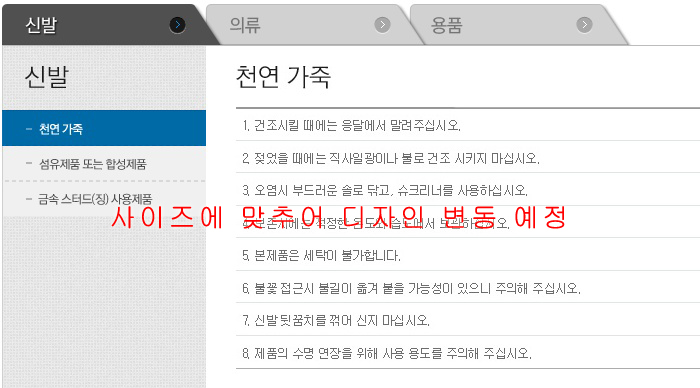 신발
의류
용품
신발
- 천연 가죽
- 섬유제품 또는 합성제품
- 금속 스터드(징) 사용제품
천연 가죽
1. 건조시킬 때에는 응달에서 말려주십시오.
2. 젖었을 때에는 직사일광이나 불로 건조 시키지 마십시오.
3. 오염시 부드러운 솔로 닦고, 슈크리너를 사용하십시오.
사이즈에 맞추어 디자인 변동 예정
4. 보존시에는 적정한 온도와 습도에서 보관하십시오.
5. 본제품은 세탁이 불가합니다.
6. 불꽃 접근시 불길이 옮겨 붙을 가능성이 있으니 주의해 주십시오.
7. 신발 뒷꿈치를 꺾어 신지 마십시오.
8. 제품의 수명 연장을 위해 사용 용도를 주의해 주십시오.